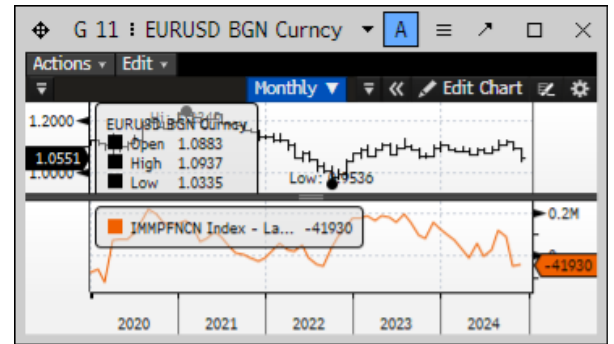 G 11 : EURUSD BGN Curncy A
Actions Edit
Monthly Edit Chart
1.2000
EURUSD BGN Curncy
Open 1.0883
High 1.0937
Low 1.0335
1.0551
1.0000
Low:
IMMPFNCN Index - La... -41930
0.2M
0
-41930
2020 2021 2022 2023 2024